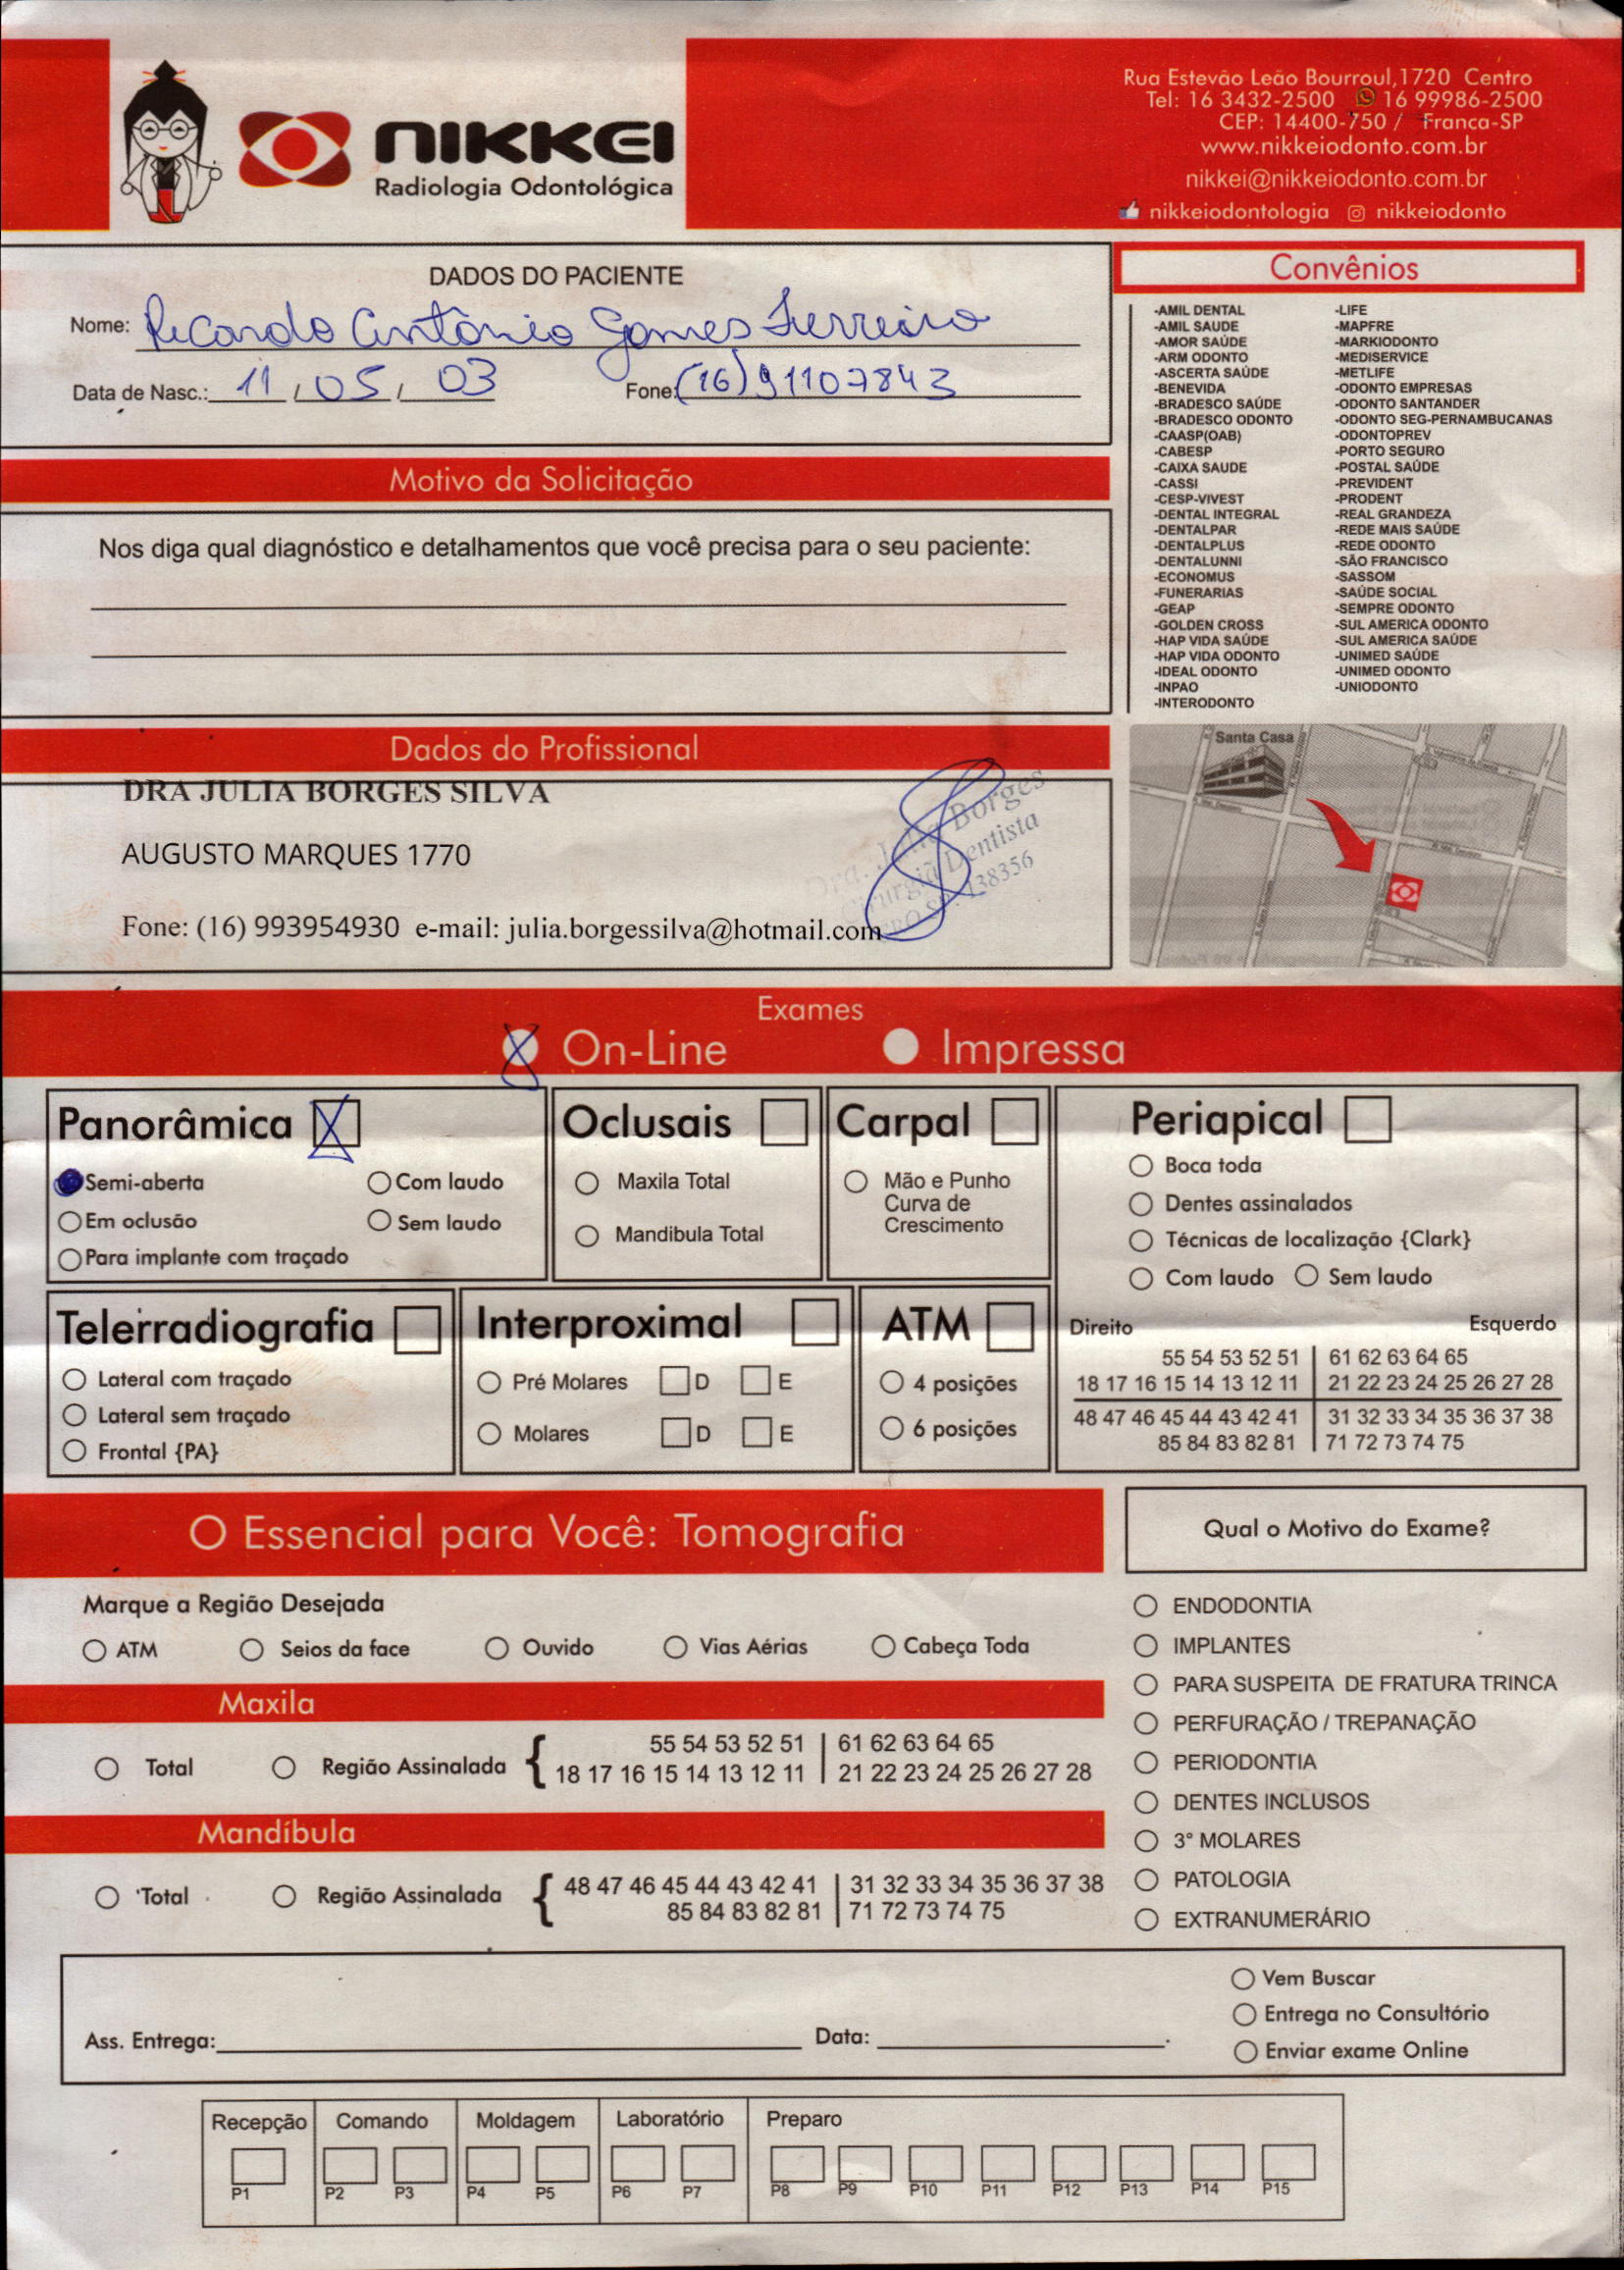 NIKKEI
Radiologia Odontológica
Rua Estevão Leão Bourroul,1720 Centro
Tel: 16 3432-2500 16 99986-2500
CEP: 14400-750 / Franca-SP
www.nikkeiodonto.com.br
nikkei@nikkeiodonto.com.br
nikkeiodontologia nikkeiodonto
DADOS DO PACIENTE
Nome: Ricardo Antônio Gomes Ferreira
Data de Nasc.: 11 / 05 / 03 Fone: (16) 91107843
Motivo da Solicitação
Nos diga qual diagnóstico e detalhamentos que você precisa para o seu paciente:
Convênios
-AMIL DENTAL
-AMIL SAUDE
-AMOR SAÚDE
-ARM ODONTO
-ASCERTA SAÚDE
-BENEVIDA
-BRADESCO SAÚDE
-BRADESCO ODONTO
-CAASP(OAB)
-CABESP
-CAIXA SAUDE
-CASSI
-CESP-VIVEST
-DENTAL INTEGRAL
-DENTALPAR
-DENTALPLUS
-DENTALUNNI
-ECONOMUS
-FUNERARIAS
-GEAP
-GOLDEN CROSS
-HAP VIDA SAÚDE
-HAP VIDA ODONTO
-IDEAL ODONTO
-INPAO
-INTERODONTO
-LIFE
-MAPFRE
-MARKIODONTO
-MEDISERVICE
-METLIFE
-ODONTO EMPRESAS
-ODONTO SANTANDER
-ODONTO SEG-PERNAMBUCANAS
-ODONTOPREV
-PORTO SEGURO
-POSTAL SAÚDE
-PREVIDENT
-PRODENT
-REAL GRANDEZA
-REDE MAIS SAÚDE
-REDE ODONTO
-SÃO FRANCISCO
-SASSOM
-SAÚDE SOCIAL
-SEMPRE ODONTO
-SUL AMERICA ODONTO
-SUL AMERICA SAÚDE
-UNIMED SAÚDE
-UNIMED ODONTO
-UNIODONTO
Santa Casa
Dados do Profissional
DRA JULIA BORGES SILVA
AUGUSTO MARQUES 1770
Fone: (16) 993954930 e-mail: julia.borgessilva@hotmail.com
Dra. Julia Borges
Cirurgiã Dentista
CRO SP: 138356
Exames
On-Line Impressa
Panorâmica
Semi-aberta Com laudo
Em oclusão Sem laudo
Para implante com traçado
Oclusais
Maxila Total
Mandibula Total
Carpal
Mão e Punho
Curva de
Crescimento
Periapical
Boca toda
Dentes assinalados
Técnicas de localização {Clark}
Com laudo Sem laudo
Direito Esquerdo
55 54 53 52 51 61 62 63 64 65
18 17 16 15 14 13 12 11 21 22 23 24 25 26 27 28
48 47 46 45 44 43 42 41 31 32 33 34 35 36 37 38
85 84 83 82 81 71 72 73 74 75
Telerradiografia
Lateral com traçado
Lateral sem traçado
Frontal {PA}
Interproximal
Pré Molares D E
Molares D E
ATM
4 posições
6 posições
O Essencial para Você: Tomografia
Marque a Região Desejada
ATM Seios da face Ouvido Vias Aérias Cabeça Toda
Maxila
55 54 53 52 51 61 62 63 64 65
Total Região Assinalada { 18 17 16 15 14 13 12 11 21 22 23 24 25 26 27 28
Mandíbula
Total Região Assinalada { 48 47 46 45 44 43 42 41 31 32 33 34 35 36 37 38
85 84 83 82 81 71 72 73 74 75
Qual o Motivo do Exame?
ENDODONTIA
IMPLANTES
PARA SUSPEITA DE FRATURA TRINCA
PERFURAÇÃO / TREPANAÇÃO
PERIODONTIA
DENTES INCLUSOS
3° MOLARES
PATOLOGIA
EXTRANUMERÁRIO
Vem Buscar
Entrega no Consultório
Enviar exame Online
Ass. Entrega: Data:
Recepção Comando Moldagem Laboratório Preparo
P1 P2 P3 P4 P5 P6 P7 P8 P9 P10 P11 P12 P13 P14 P15